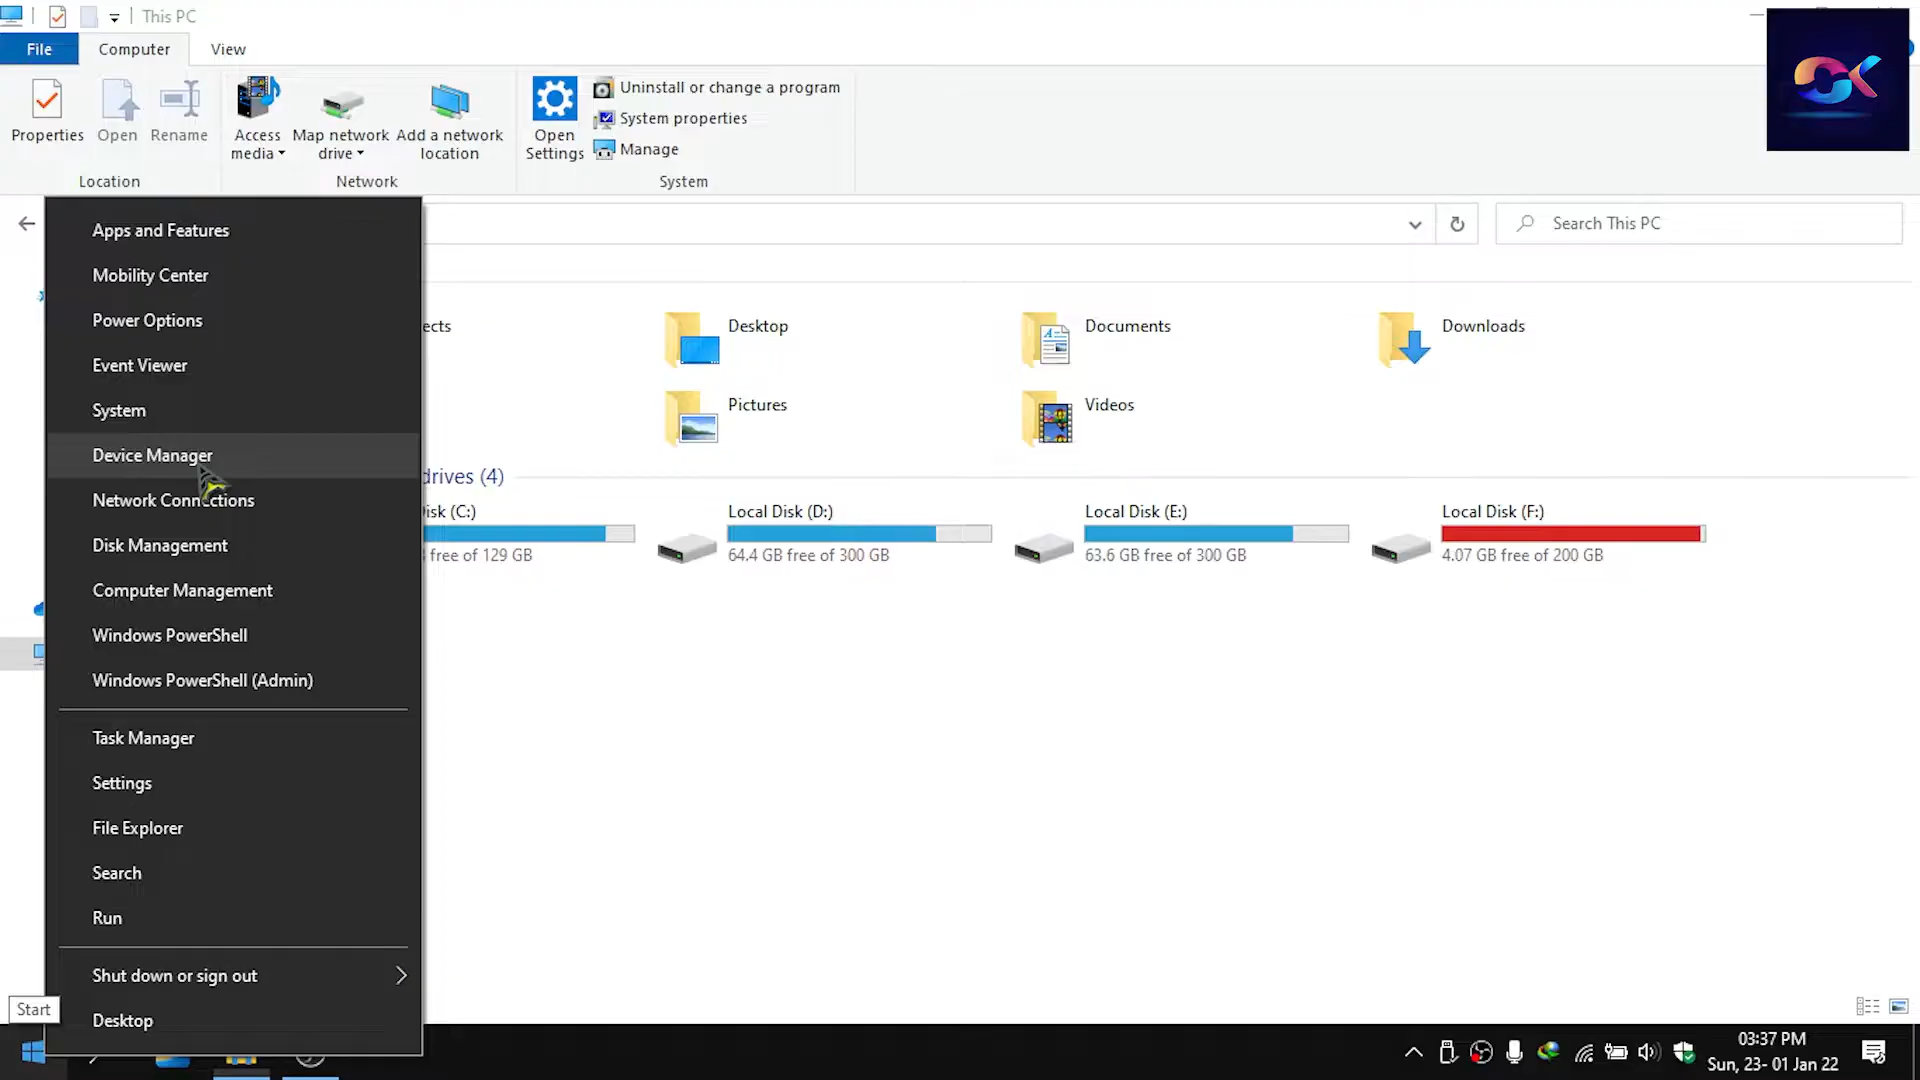 This PC
File
Computer
View
Properties
Open
Rename
Access
media
Map network
drive
Add a network
location
Open
Settings
Uninstall or change a program
System properties
Manage
Location
Network
System
Search This PC
Apps and Features
Mobility Center
Power Options
Event Viewer
System
Device Manager
Network Connections
Disk Management
Computer Management
Windows PowerShell
Windows PowerShell (Admin)
Task Manager
Settings
File Explorer
Search
Run
Shut down or sign out
Desktop
Start
ects
Desktop
Documents
Downloads
Pictures
Videos
drives (4)
isk (C:)
free of 129 GB
Local Disk (D:)
64.4 GB free of 300 GB
Local Disk (E:)
63.6 GB free of 300 GB
Local Disk (F:)
4.07 GB free of 200 GB
03:37 PM
Sun, 23- 01 Jan 22